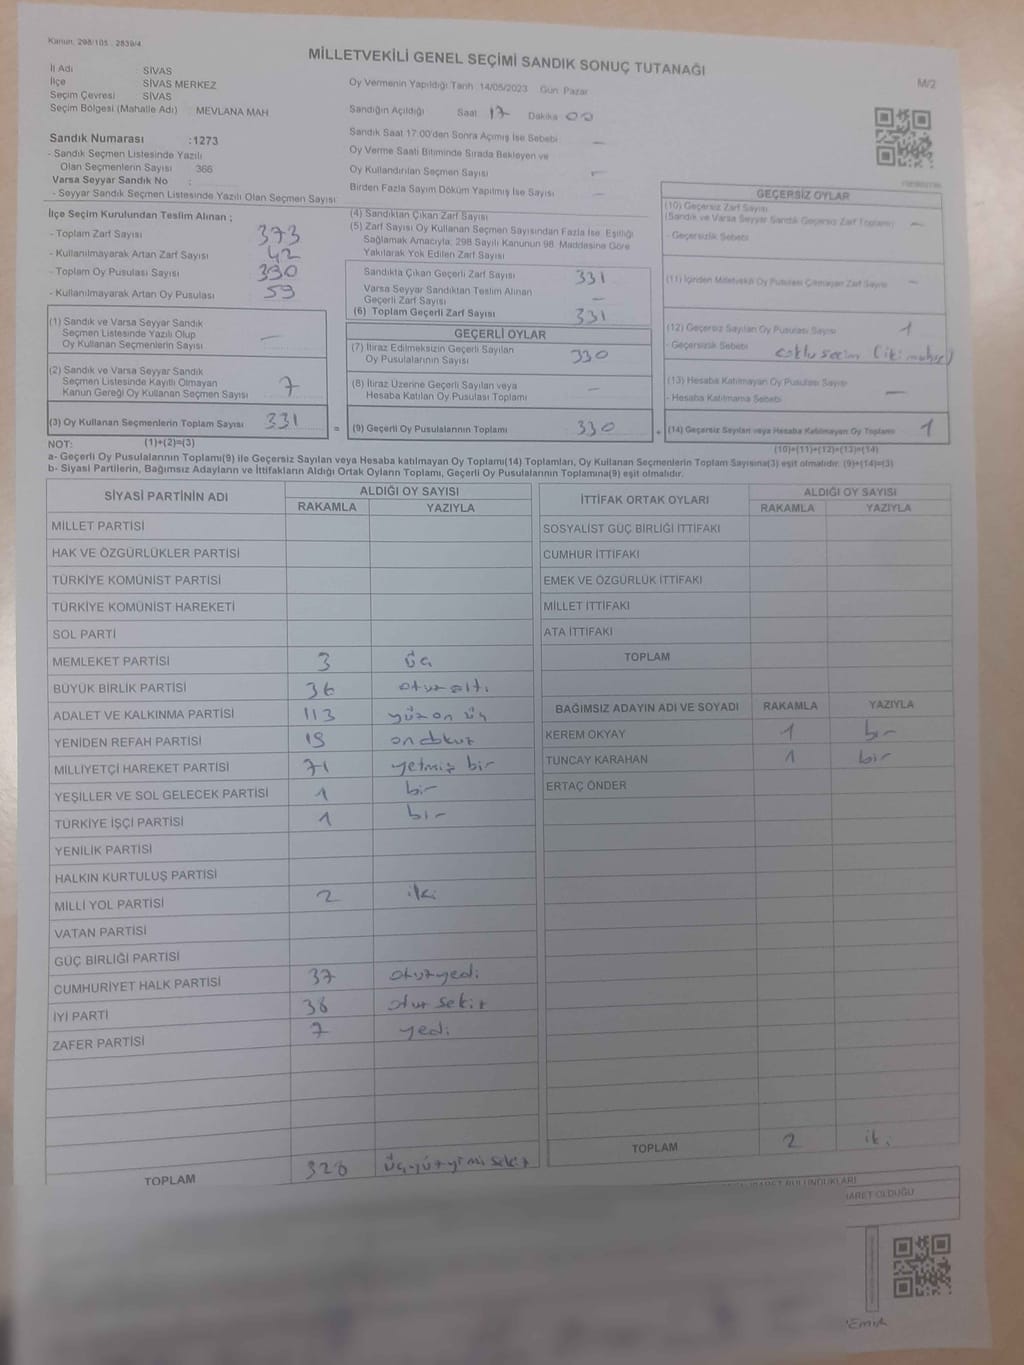 Kanun: 298/105 , 2839/4
MİLLETVEKİLİ GENEL SEÇİMİ SANDIK SONUÇ TUTANAĞI
M/2
İl Adı SİVAS
İlçe SİVAS MERKEZ
Seçim Çevresi SİVAS
Seçim Bölgesi (Mahalle Adı) : MEVLANA MAH
Oy Vermenin Yapıldığı Tarih : 14/05/2023 Gün: Pazar
Sandığın Açıldığı Saat 17 Dakika 00
Sandık Saat 17:00'den Sonra Açımış İse Sebebi —
Oy Verme Saati Bitiminde Sırada Bekleyen ve
Oy Kullandırılan Seçmen Sayısı —
Birden Fazla Sayım Döküm Yapılmış İse Sayısı —
Sandık Numarası :1273
- Sandık Seçmen Listesinde Yazılı
Olan Seçmenlerin Sayısı 366
Varsa Seyyar Sandık No :
- Seyyar Sandık Seçmen Listesinde Yazılı Olan Seçmen Sayısı
İlçe Seçim Kurulundan Teslim Alınan ;
- Toplam Zarf Sayısı 373
- Kullanılmayarak Artan Zarf Sayısı 42
- Toplam Oy Pusulası Sayısı 390
- Kullanılmayarak Artan Oy Pusulası 59
(1) Sandık ve Varsa Seyyar Sandık
Seçmen Listesinde Yazılı Olup
Oy Kullanan Seçmenlerin Sayısı —
(2) Sandık ve Varsa Seyyar Sandık
Seçmen Listesinde Kayıtlı Olmayan
Kanun Gereği Oy Kullanan Seçmen Sayısı 7
(3) Oy Kullanan Seçmenlerin Toplam Sayısı 331
(4) Sandıktan Çıkan Zarf Sayısı
(5) Zarf Sayısı Oy Kullanan Seçmen Sayısından Fazla İse, Eşitliği
Sağlamak Amacıyla, 298 Sayılı Kanunun 98. Maddesine Göre
Yakılarak Yok Edilen Zarf Sayısı
Sandıkta Çıkan Geçerli Zarf Sayısı 331
Varsa Seyyar Sandıktan Teslim Alınan
Geçerli Zarf Sayısı —
(6) Toplam Geçerli Zarf Sayısı 331
GEÇERLİ OYLAR
(7) İtiraz Edilmeksizin Geçerli Sayılan
Oy Pusulalarının Sayısı 330
(8) İtiraz Üzerine Geçerli Sayılan veya
Hesaba Katılan Oy Pusulaları Toplamı —
= (9) Geçerli Oy Pusulalarının Toplamı 330
GEÇERSİZ OYLAR
(10) Geçersiz Zarf Sayısı
(Sandık ve Varsa Seyyar Sandık Geçersiz Zarf Toplamı) —
- Geçersizlik Sebebi
(11) İçinden Milletvekili Oy Pusulası Çıkmayan Zarf Sayısı —
(12) Geçersiz Sayılan Oy Pusulası Sayısı 1
- Geçersizlik Sebebi
(13) Hesaba Katılmayan Oy Pusulası Sayısı —
- Hesaba Katılmama Sebebi
+ (14) Geçersiz Sayılan veya Hesaba Katılmayan Oy Toplamı 1
NOT: (1)+(2)=(3) (10)+(11)+(12)+(13)=(14)
a- Geçerli Oy Pusulalarının Toplamı(9) ile Geçersiz Sayılan veya Hesaba katılmayan Oy Toplamı(14) Toplamları, Oy Kullanan Seçmenlerin Toplam Sayısına(3) eşit olmalıdır. (9)+(14)=(3)
b- Siyasi Partilerin, Bağımsız Adayların ve İttifakların Aldığı Ortak Oyların Toplamı, Geçerli Oy Pusulalarının Toplamına(9) eşit olmalıdır.
SİYASİ PARTİNİN ADI ALDIĞI OY SAYISI
RAKAMLA YAZIYLA
MİLLET PARTİSİ
HAK VE ÖZGÜRLÜKLER PARTİSİ
TÜRKİYE KOMÜNİST PARTİSİ
TÜRKİYE KOMÜNİST HAREKETİ
SOL PARTİ
MEMLEKET PARTİSİ 3 üç
BÜYÜK BİRLİK PARTİSİ 36 otuz altı
ADALET VE KALKINMA PARTİSİ 113 yüz on üç
YENİDEN REFAH PARTİSİ 19 on dokuz
MİLLİYETÇİ HAREKET PARTİSİ 71 yetmiş bir
YEŞİLLER VE SOL GELECEK PARTİSİ 1 bir
TÜRKİYE İŞÇİ PARTİSİ 1 bir
YENİLİK PARTİSİ
HALKIN KURTULUŞ PARTİSİ
MİLLİ YOL PARTİSİ 2 iki
VATAN PARTİSİ
GÜÇ BİRLİĞİ PARTİSİ
CUMHURİYET HALK PARTİSİ 37 otuzyedi
İYİ PARTİ 38 otuz sekiz
ZAFER PARTİSİ 7 yedi
TOPLAM 328 üçyüzyirmi sekiz
İTTİFAK ORTAK OYLARI ALDIĞI OY SAYISI
RAKAMLA YAZIYLA
SOSYALİST GÜÇ BİRLİĞİ İTTİFAKI
CUMHUR İTTİFAKI
EMEK VE ÖZGÜRLÜK İTTİFAKI
MİLLET İTTİFAKI
ATA İTTİFAKI
TOPLAM
BAĞIMSIZ ADAYIN ADI VE SOYADI RAKAMLA YAZIYLA
KEREM OKYAY 1 bir
TUNCAY KARAHAN 1 bir
ERTAÇ ÖNDER
TOPLAM 2 iki